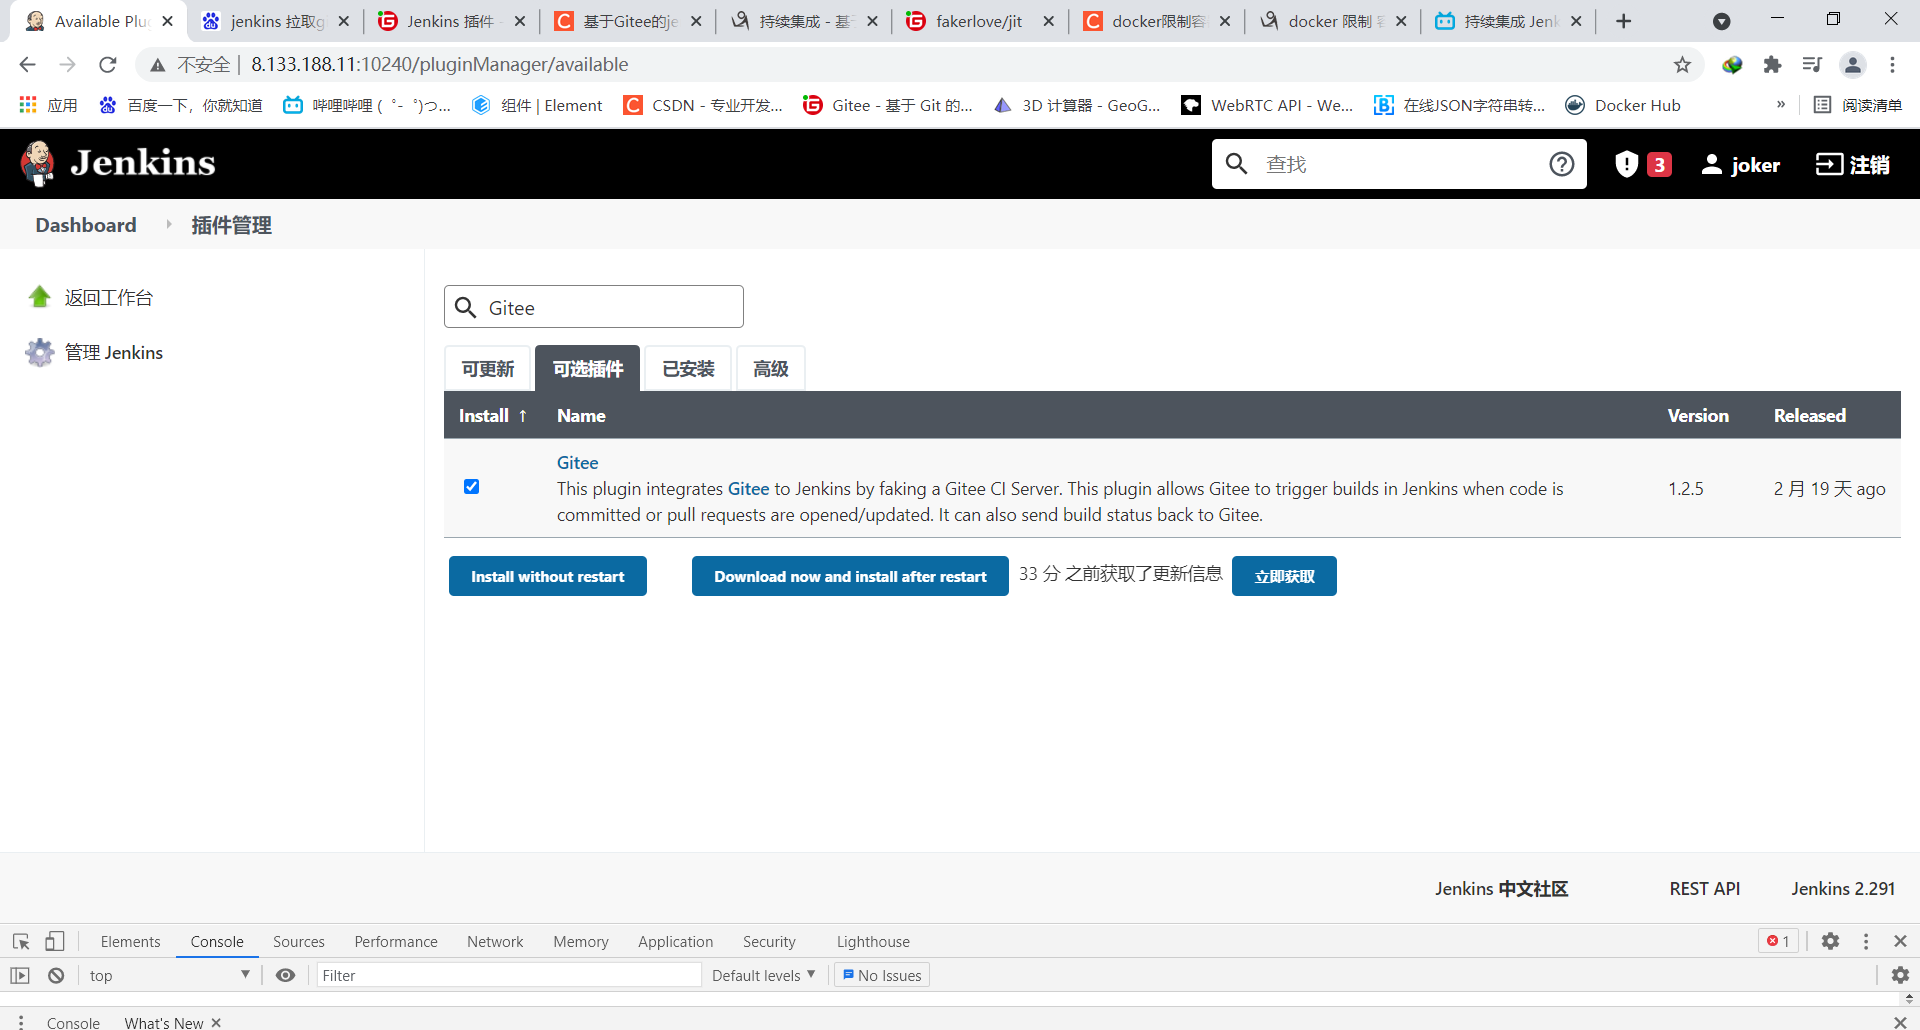 Available Plu
jenkins 拉取g
Jenkins 插件 -
基于Gitee的je
持续集成 - 基于
fakerlove/jit
docker限制容
docker 限制 容
持续集成 Jenk
不安全 | 8.133.188.11:10240/pluginManager/available
应用
百度一下，你就知道
哔哩哔哩 (゜-゜)つ...
组件 | Element
CSDN - 专业开发...
Gitee - 基于 Git 的...
3D 计算器 - GeoG...
WebRTC API - We...
在线JSON字符串转...
Docker Hub
»
阅读清单
Jenkins
查找
3
joker
注销
Dashboard
插件管理
返回工作台
管理 Jenkins
Gitee
可更新
可选插件
已安装
高级
Install ↑
Name
Version
Released
Gitee
This plugin integrates Gitee to Jenkins by faking a Gitee CI Server. This plugin allows Gitee to trigger builds in Jenkins when code is
committed or pull requests are opened/updated. It can also send build status back to Gitee.
1.2.5
2 月 19 天 ago
Install without restart
Download now and install after restart
33 分 之前获取了更新信息
立即获取
Jenkins 中文社区
REST API
Jenkins 2.291
Elements
Console
Sources
Performance
Network
Memory
Application
Security
Lighthouse
1
top
Filter
Default levels
No Issues
Console
What's New